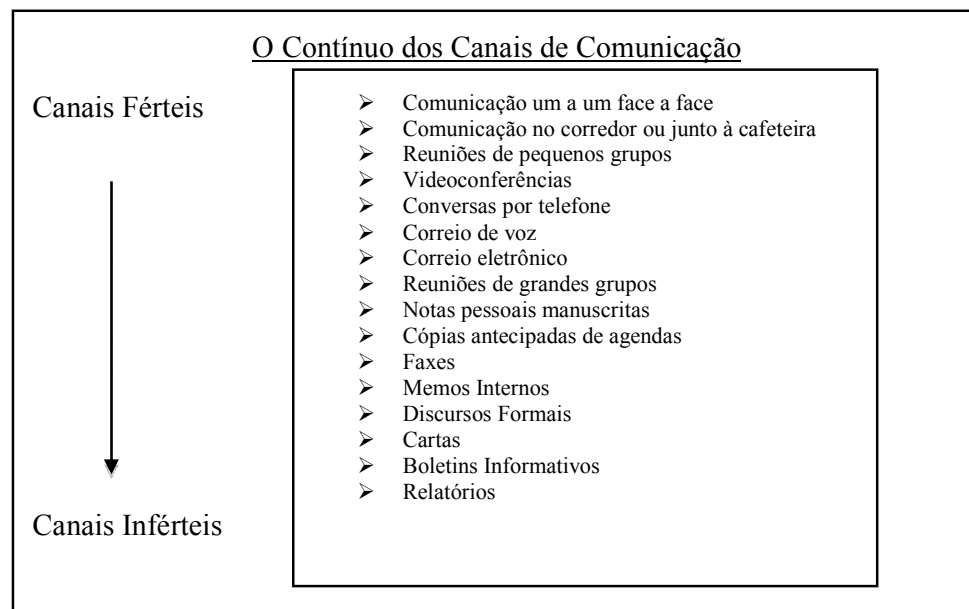 O Contínuo dos Canais de Comunicação
Canais Férteis
Comunicação um a um face a face
Comunicação no corredor ou junto à cafeteira
Reuniões de pequenos grupos
Videoconferências
Conversas por telefone
Correio de voz
Correio eletrônico
Reuniões de grandes grupos
Notas pessoais manuscritas
Cópias antecipadas de agendas
Faxes
Memos Internos
Discursos Formais
Cartas
Boletins Informativos
Relatórios
Canais Inférteis